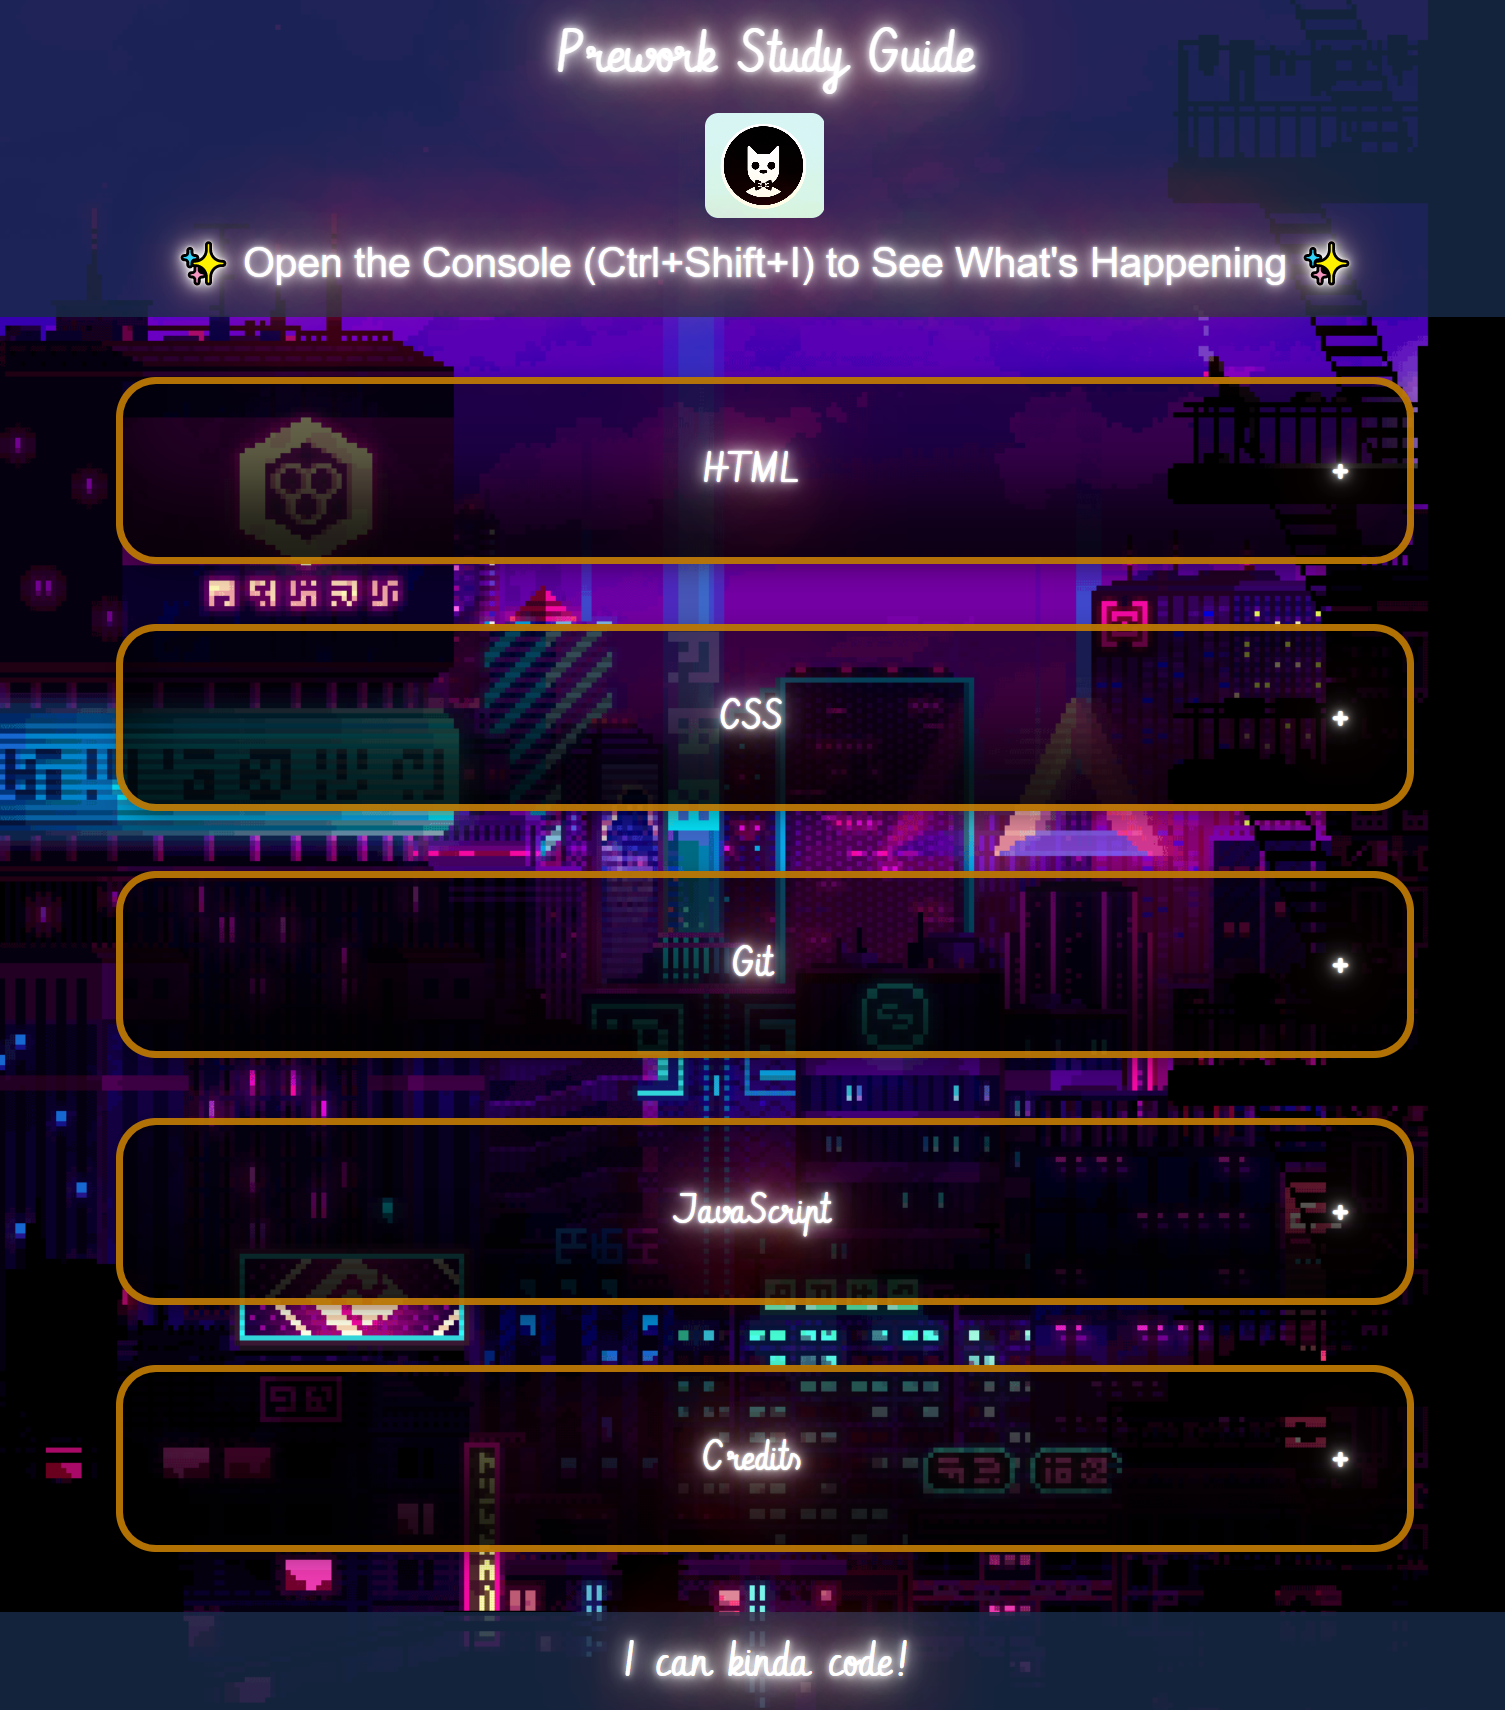 Prework Study Guide
✨ Open the Console (Ctrl+Shift+I) to See What's Happening ✨
HTML +
CSS +
Git +
JavaScript +
Credits +
I can kinda code!